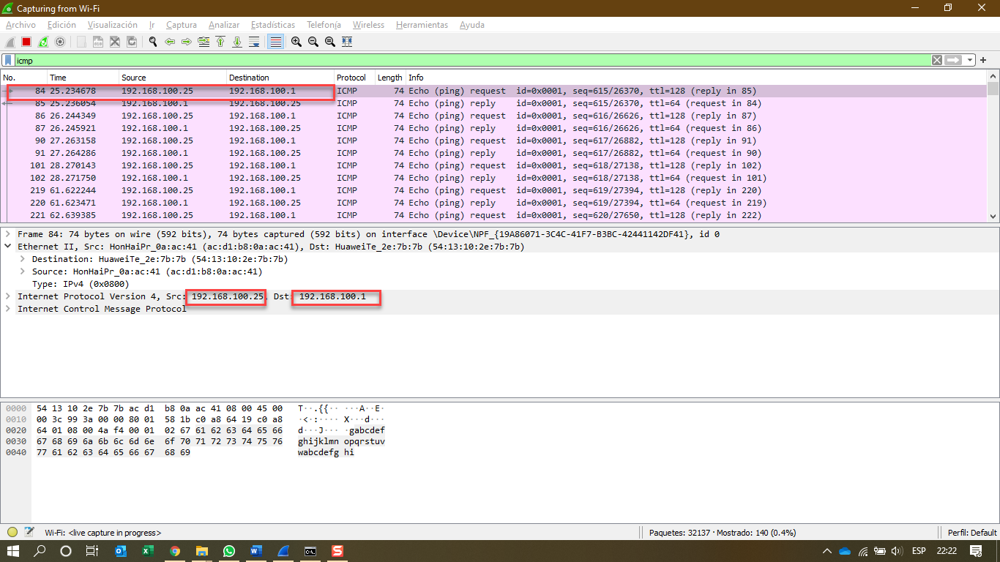 Capturing from Wi-Fi
Archivo Edición Visualización Ir Captura Analizar Estadísticas Telefonía Wireless Herramientas Ayuda
icmp
No. Time Source Destination Protocol Length Info
84 25.234678 192.168.100.25 192.168.100.1 ICMP 74 Echo (ping) request id=0x0001, seq=615/26370, ttl=128 (reply in 85)
85 25.236054 192.168.100.1 192.168.100.25 ICMP 74 Echo (ping) reply id=0x0001, seq=615/26370, ttl=64 (request in 84)
86 26.244349 192.168.100.25 192.168.100.1 ICMP 74 Echo (ping) request id=0x0001, seq=616/26626, ttl=128 (reply in 87)
87 26.245921 192.168.100.1 192.168.100.25 ICMP 74 Echo (ping) reply id=0x0001, seq=616/26626, ttl=64 (request in 86)
90 27.263158 192.168.100.25 192.168.100.1 ICMP 74 Echo (ping) request id=0x0001, seq=617/26882, ttl=128 (reply in 91)
91 27.264286 192.168.100.1 192.168.100.25 ICMP 74 Echo (ping) reply id=0x0001, seq=617/26882, ttl=64 (request in 90)
101 28.270143 192.168.100.25 192.168.100.1 ICMP 74 Echo (ping) request id=0x0001, seq=618/27138, ttl=128 (reply in 102)
102 28.271750 192.168.100.1 192.168.100.25 ICMP 74 Echo (ping) reply id=0x0001, seq=618/27138, ttl=64 (request in 101)
219 61.622244 192.168.100.25 192.168.100.1 ICMP 74 Echo (ping) request id=0x0001, seq=619/27394, ttl=128 (reply in 220)
220 61.623471 192.168.100.1 192.168.100.25 ICMP 74 Echo (ping) reply id=0x0001, seq=619/27394, ttl=64 (request in 219)
221 62.639385 192.168.100.25 192.168.100.1 ICMP 74 Echo (ping) request id=0x0001, seq=620/27650, ttl=128 (reply in 222)
Frame 84: 74 bytes on wire (592 bits), 74 bytes captured (592 bits) on interface \Device\NPF_{19A86071-3C4C-41F7-B3BC-42441142DF41}, id 0
Ethernet II, Src: HonHaiPr_0a:ac:41 (ac:d1:b8:0a:ac:41), Dst: HuaweiTe_2e:7b:7b (54:13:10:2e:7b:7b)
Destination: HuaweiTe_2e:7b:7b (54:13:10:2e:7b:7b)
Source: HonHaiPr_0a:ac:41 (ac:d1:b8:0a:ac:41)
Type: IPv4 (0x0800)
Internet Protocol Version 4, Src: 192.168.100.25, Dst: 192.168.100.1
Internet Control Message Protocol
0000 54 13 10 2e 7b 7b ac d1 b8 0a ac 41 08 00 45 00 T··.{{·· ···A··E·
0010 00 3c 99 3a 00 00 80 01 58 1b c0 a8 64 19 c0 a8 ·<·:···· X···d···
0020 64 01 08 00 4a f4 00 01 02 67 61 62 63 64 65 66 d···J··· ·gabcdef
0030 67 68 69 6a 6b 6c 6d 6e 6f 70 71 72 73 74 75 76 ghijklmn opqrstuv
0040 77 61 62 63 64 65 66 67 68 69 wabcdefg hi
Wi-Fi: <live capture in progress> Paquetes: 32137 · Mostrado: 140 (0.4%) Perfil: Default
ESP 22:22